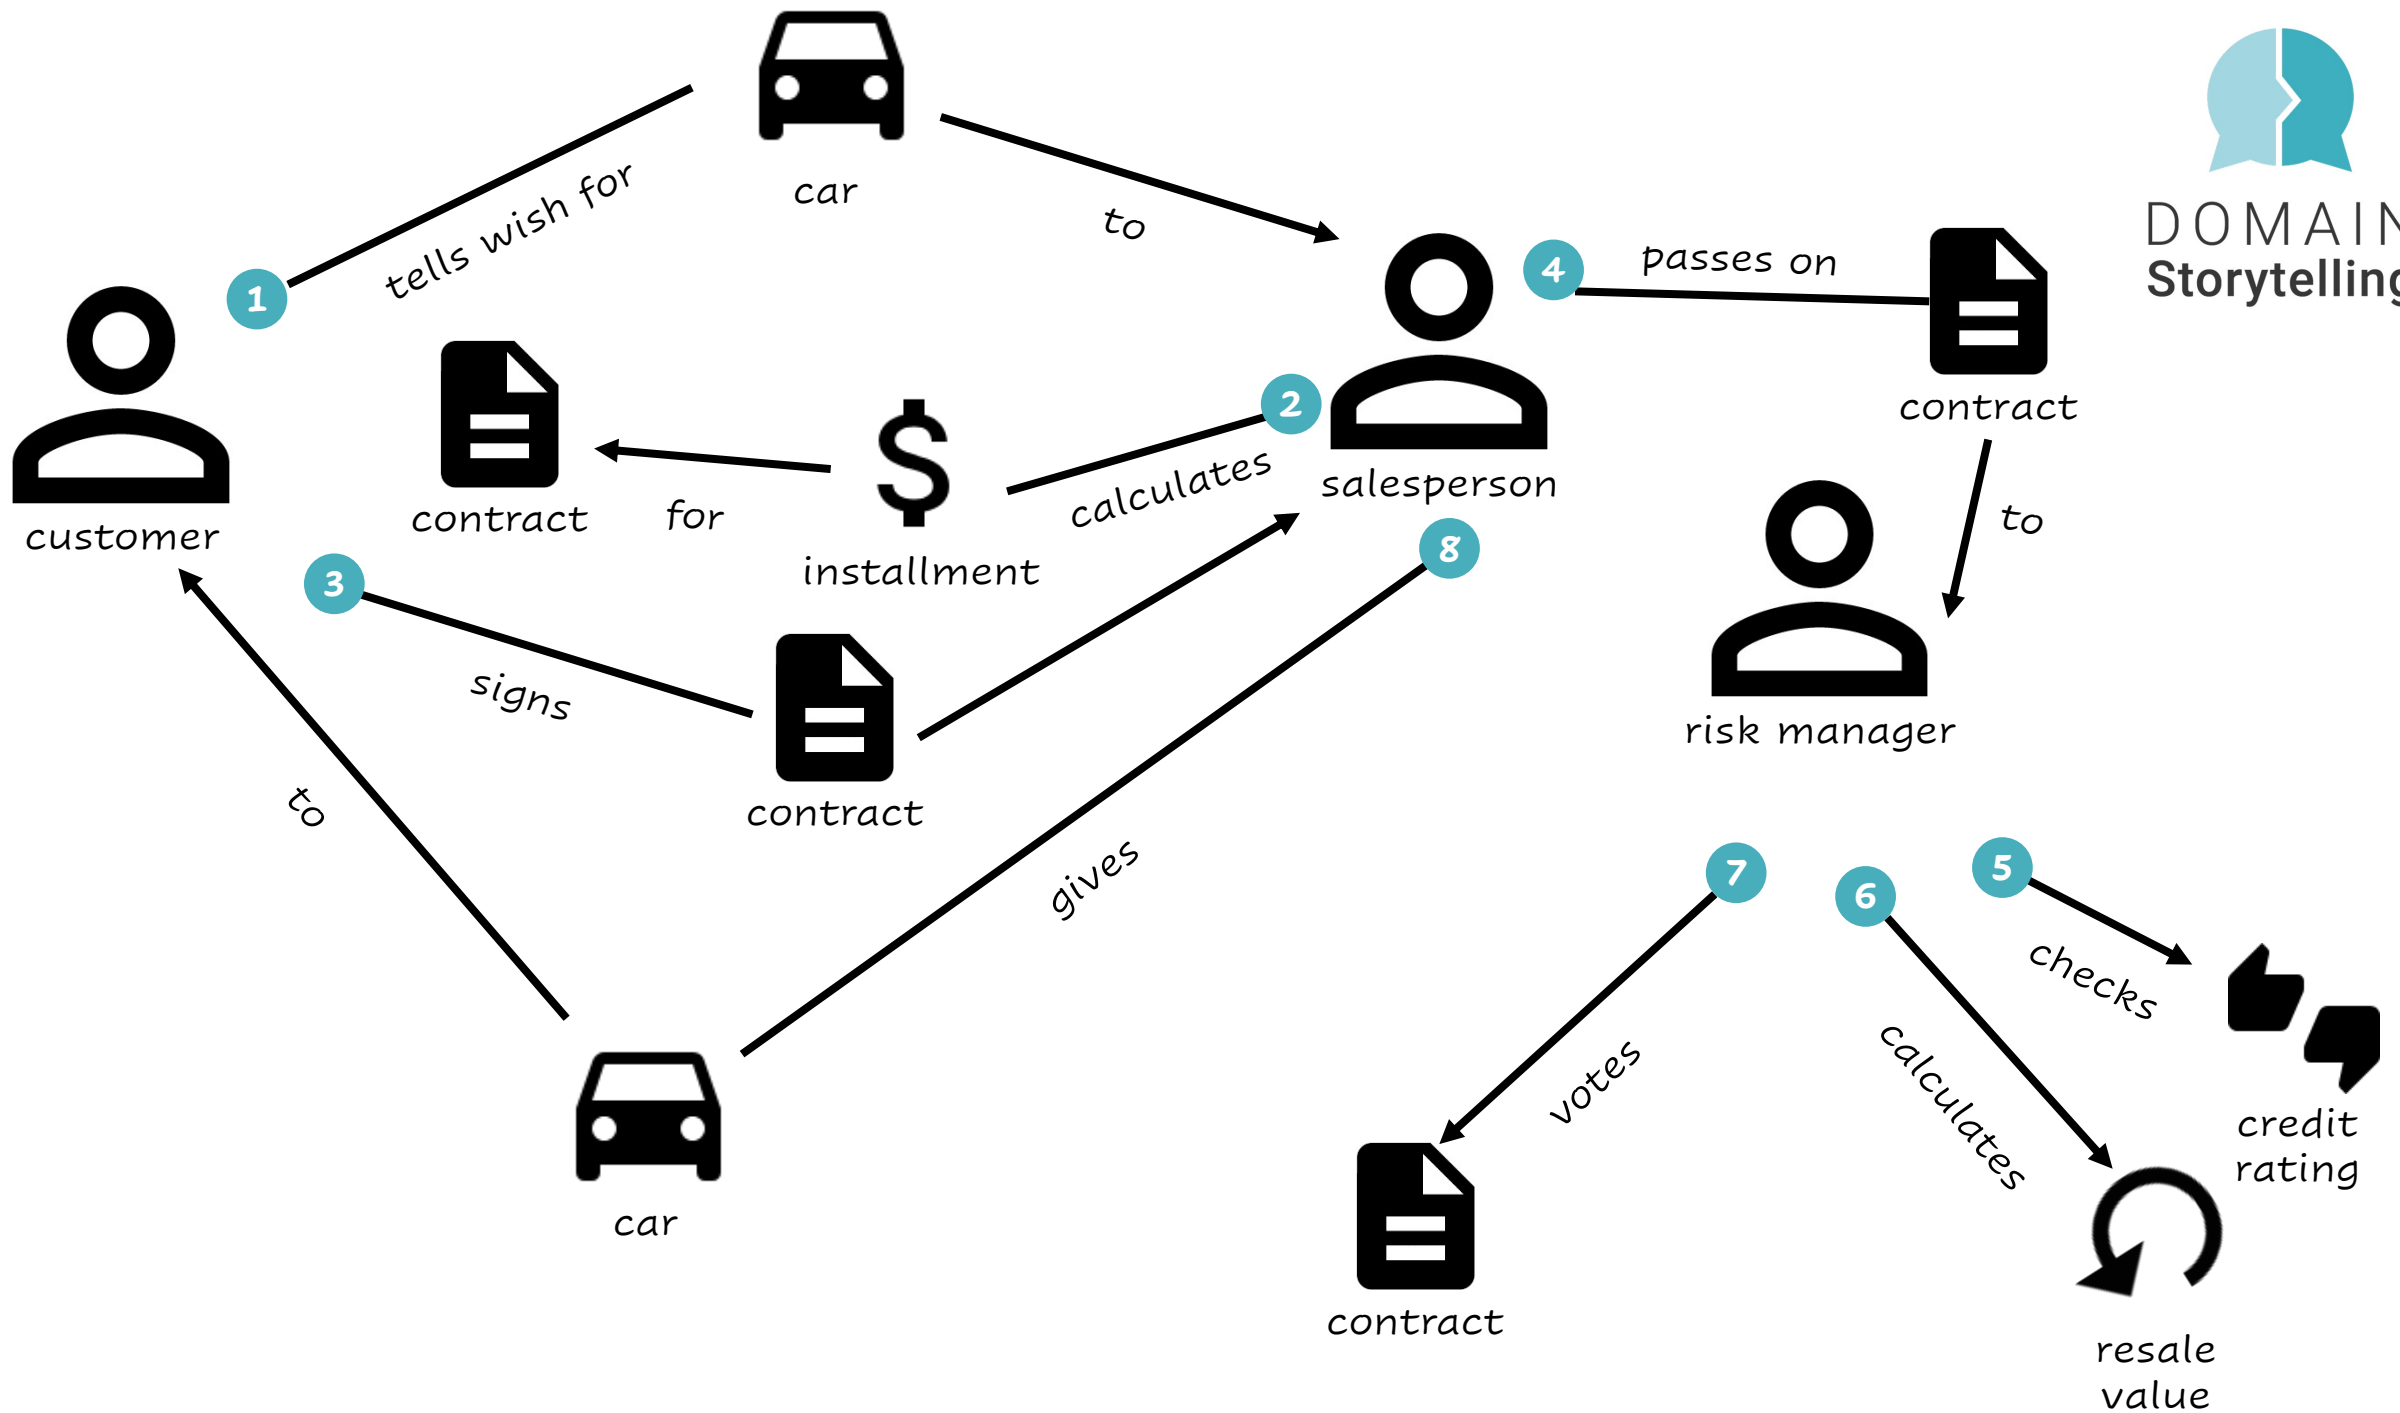 car
tells wish for
to
1
customer
contract
for
installment
2
calculates
salesperson
4
passes on
contract
to
risk manager
DOMAIN
Storytelling
3
signs
contract
8
gives
to
car
7
votes
contract
6
calculates
resale
value
5
checks
credit
rating